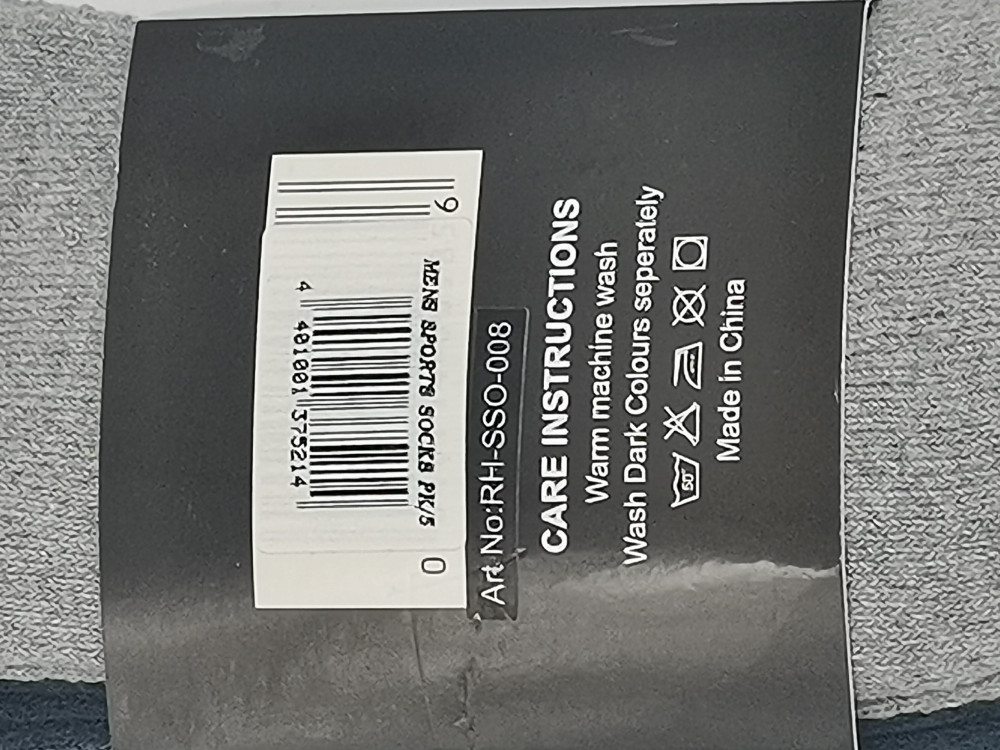 MENS SPORTS SOCKS PK/5
4 401001 375214
9
0
Art No:RH-SSO-008
CARE INSTRUCTIONS
Warm machine wash
Wash Dark Colours seperately
50°
Made in China